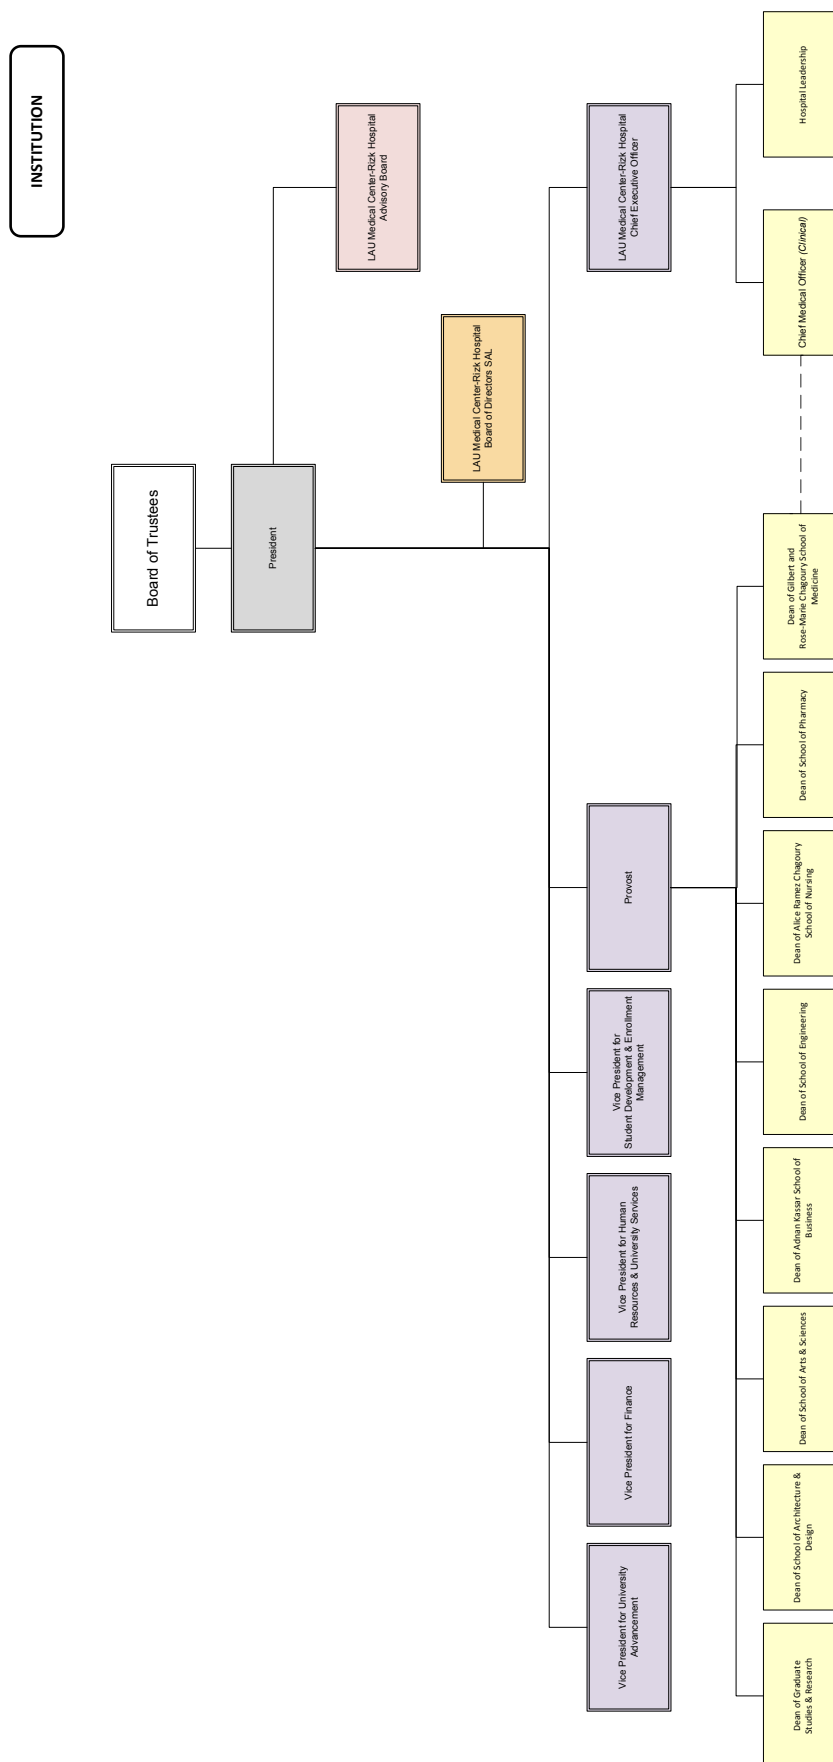 INSTITUTION
Board of Trustees
President
LAU Medical Center-Rizk Hospital
Advisory Board
LAU Medical Center-Rizk Hospital
Board of Directors SAL
Vice President for University
Advancement
Vice President for Finance
Vice President for Human
Resources & University Services
Vice President for
Student Development & Enrollment
Management
Provost
LAU Medical Center-Rizk Hospital
Chief Executive Officer
Dean of Graduate
Studies & Research
Dean of School of Architecture &
Design
Dean of School of Arts & Sciences
Dean of Adnan Kassar School of
Business
Dean of School of Engineering
Dean of Alice Ramez Chagoury
School of Nursing
Dean of School of Pharmacy
Dean of Gilbert and
Rose-Marie Chagoury School of
Medicine
Chief Medical Officer (Clinical)
Hospital Leadership